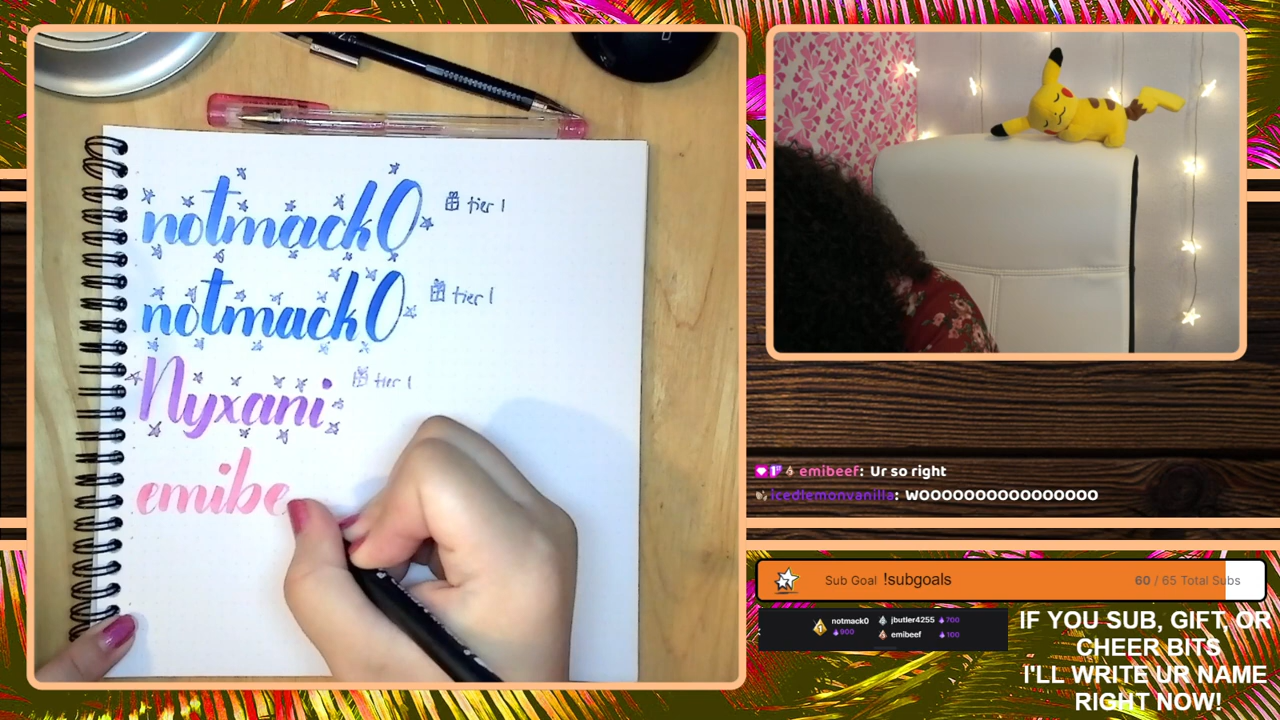 notmack0 tier 1
notmack0 tier 1
Nyxani tier 1
emibe
1 emibeef: Ur so right
icedlemonvanilla: WOOOOOOOOOOOOOOOO
Sub Goal !subgoals 60 / 65 Total Subs
1 notmack0 900
jbutler4255 700
emibeef 100
IF YOU SUB, GIFT, OR
CHEER BITS
I'LL WRITE UR NAME
RIGHT NOW!